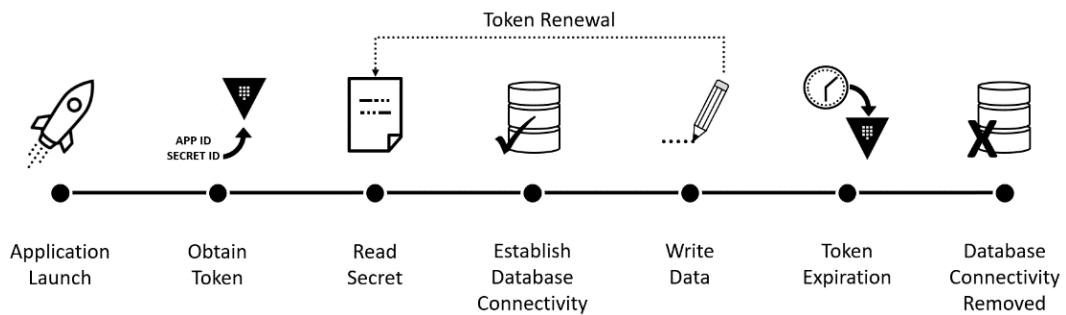 Token Renewal
APP ID
SECRET ID
Application
Launch
Obtain
Token
Read
Secret
Establish
Database
Connectivity
Write
Data
Token
Expiration
Database
Connectivity
Removed